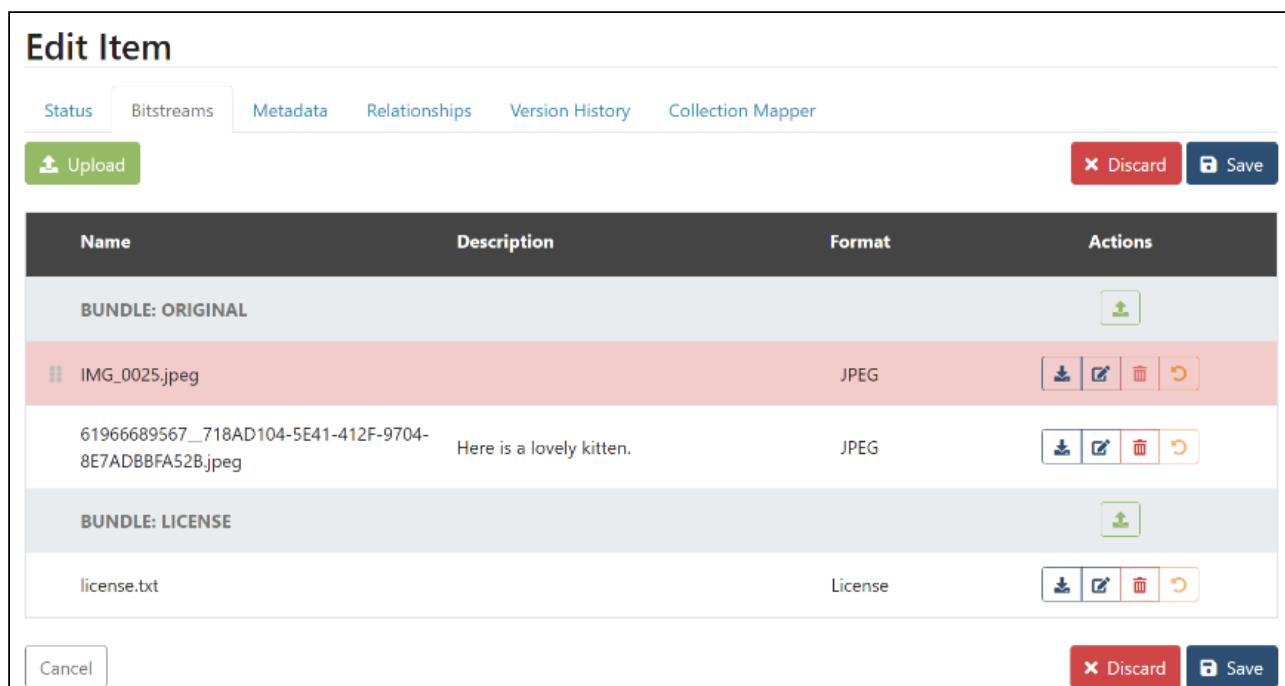 Edit Item
Status Bitstreams Metadata Relationships Version History Collection Mapper
Upload Discard Save
Name Description Format Actions
BUNDLE: ORIGINAL
IMG_0025.jpeg JPEG
61966689567__718AD104-5E41-412F-9704-
8E7ADBBFA52B.jpeg Here is a lovely kitten. JPEG
BUNDLE: LICENSE
license.txt License
Cancel Discard Save